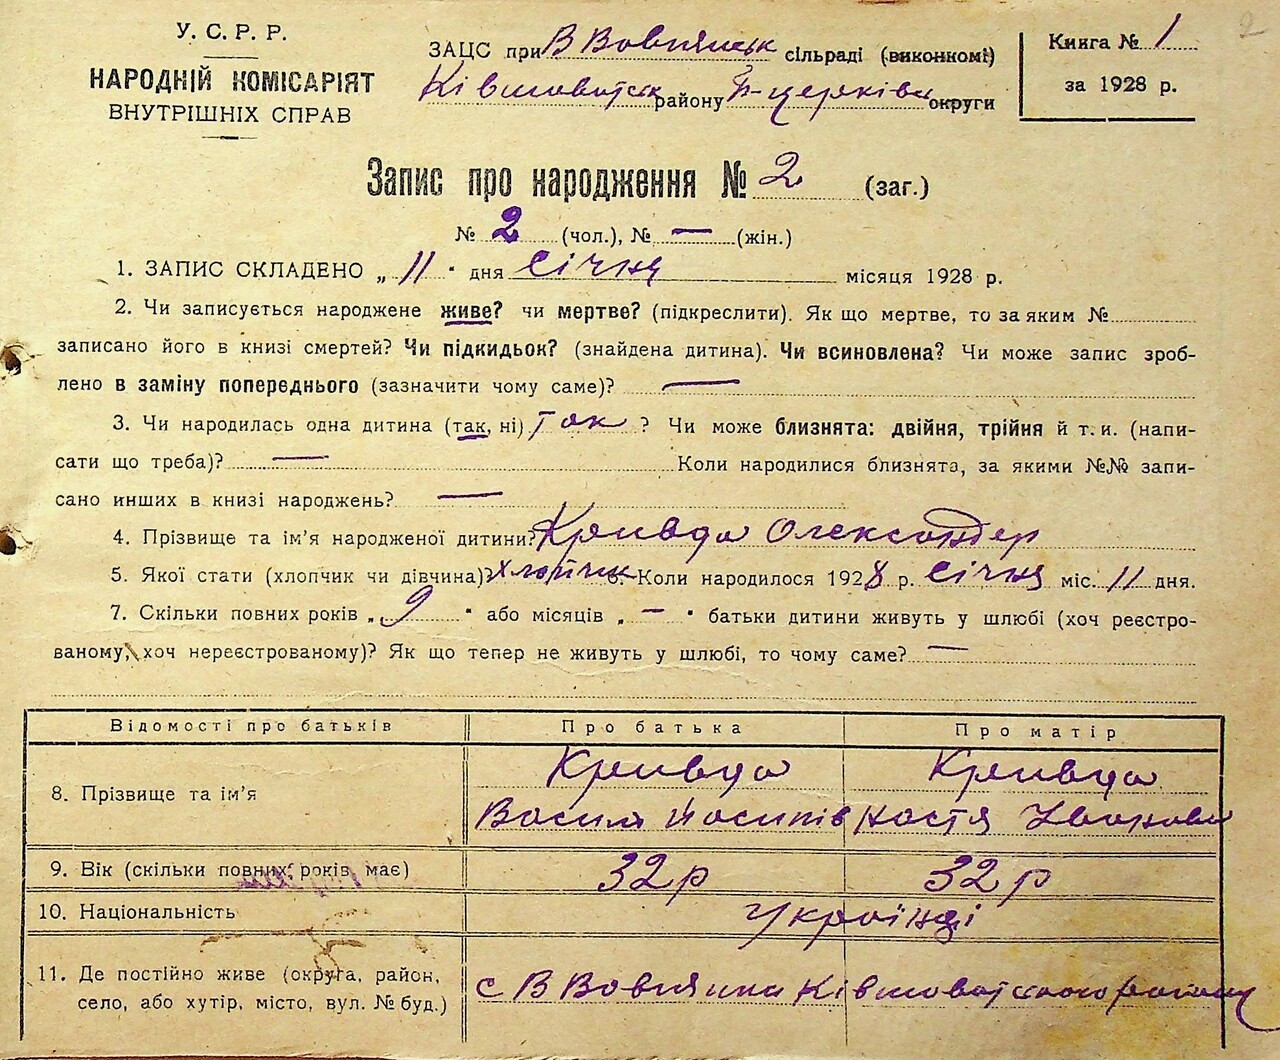 У. С. Р. Р.
НАРОДНІЙ КОМІСАРІЯТ
ВНУТРІШНІХ СПРАВ
ЗАЦС при В Вовнянськ сільраді (виконкомі)
Ківшоватськ району Б-церківськ округи
Книга № 1
за 1928 р.
2
Запис про народження № 2 (заг.)
№ 2 (чол.), № — (жін.)
1. ЗАПИС СКЛАДЕНО „ 11 " дня Січня місяця 1928 р.
2. Чи записується народжене живе? чи мертве? (підкреслити). Як що мертве, то за яким №
записано його в книзі смертей? Чи підкидьок? (знайдена дитина). Чи всиновлена? Чи може запис зроб-
лено в заміну попереднього (зазначити чому саме)? —
3. Чи народилась одна дитина (так, ні) Так ? Чи може близнята: двійня, трійня й т. и. (напи-
сати що треба)? — Коли народилися близнята, за якими №№ запи-
сано инших в книзі народжень? —
4. Прізвище та ім'я народженої дитини? Кривда Олександер
5. Якої стати (хлопчик чи дівчина)? хлопчик 6. Коли народилося 1928 р. Січня міс. 11 дня.
7. Скільки повних років „ 9 " або місяців „ — " батьки дитини живуть у шлюбі (хоч реєстро-
ваному, хоч нереєстрованому)? Як що тепер не живуть у шлюбі, то чому саме? —
Відомості про батьків Про батька Про матір
8. Прізвище та ім'я Кривда Кривда
Василь Йосипів Настя Уварові
9. Вік (скільки повних років має) 32 р 32 р
10. Національність Українці
11. Де постійно живе (округа, район,
село, або хутір, місто, вул. № буд.) с В Вовнянка Ківшоватського району